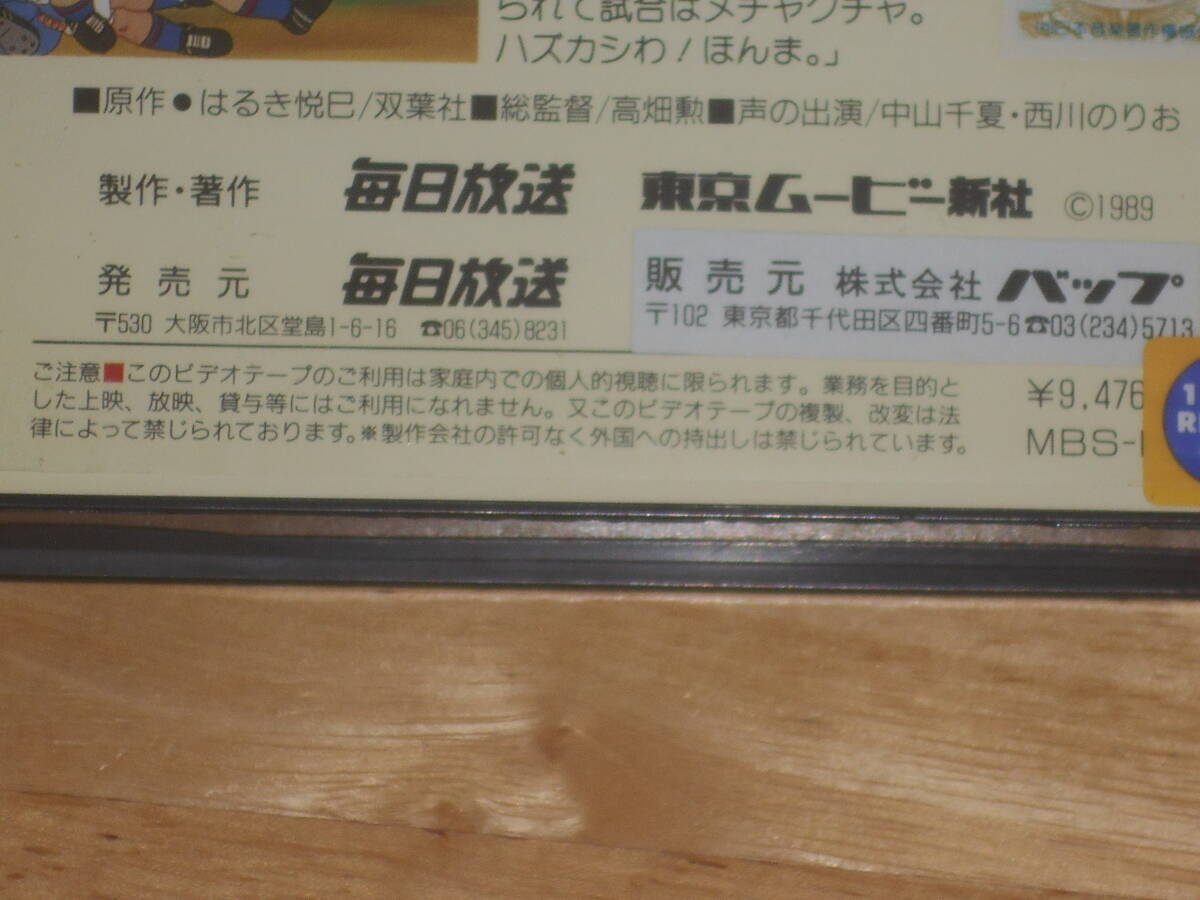 られて試合はメチャクチャ。
ハズカシわ!ほんま。」
■原作●はるき悦巳/双葉社■総監督/高畑勲■声の出演/中山千夏・西川のりお
製作・著作 毎日放送 東京ムービー新社 ©1989
発売元 毎日放送
〒530 大阪市北区堂島1-6-16 ☎06(345)8231
販売元 株式会社 バップ
〒102 東京都千代田区四番町5-6☎03(234)5713
ご注意■このビデオテープのご利用は家庭内での個人的視聴に限られます。業務を目的と
した上映、放映、貸与等にはご利用になれません。又このビデオテープの複製、改変は法
律によって禁じられております。※製作会社の許可なく外国への持出しは禁じられています。
¥9,476
MBS-
1
R